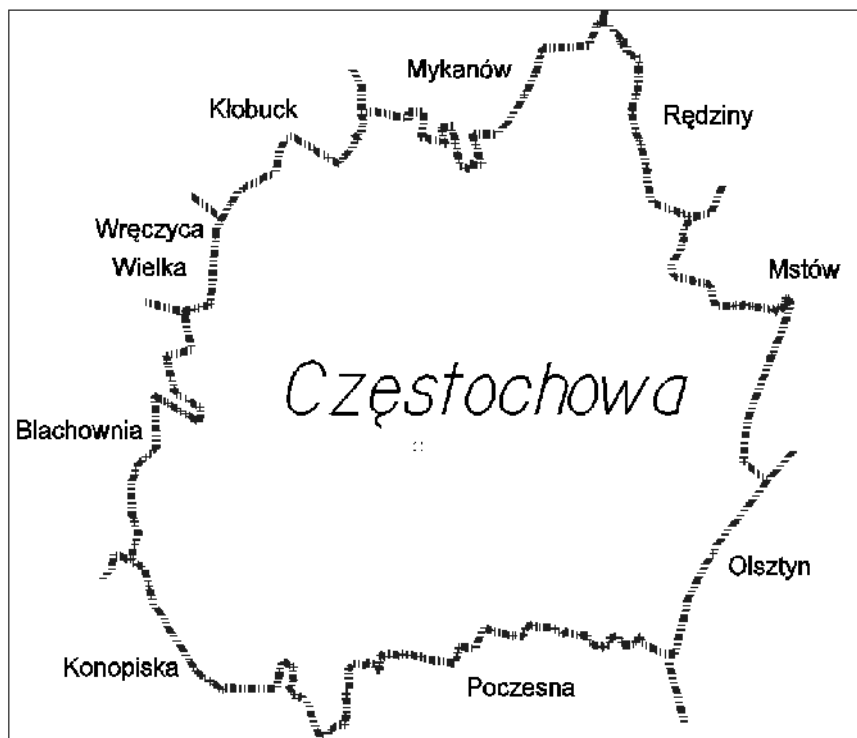 Mykanów
Kłobuck
Rędziny
Wręczyca
Wielka
Mstów
Częstochowa
Blachownia
Olsztyn
Konopiska
Poczesna